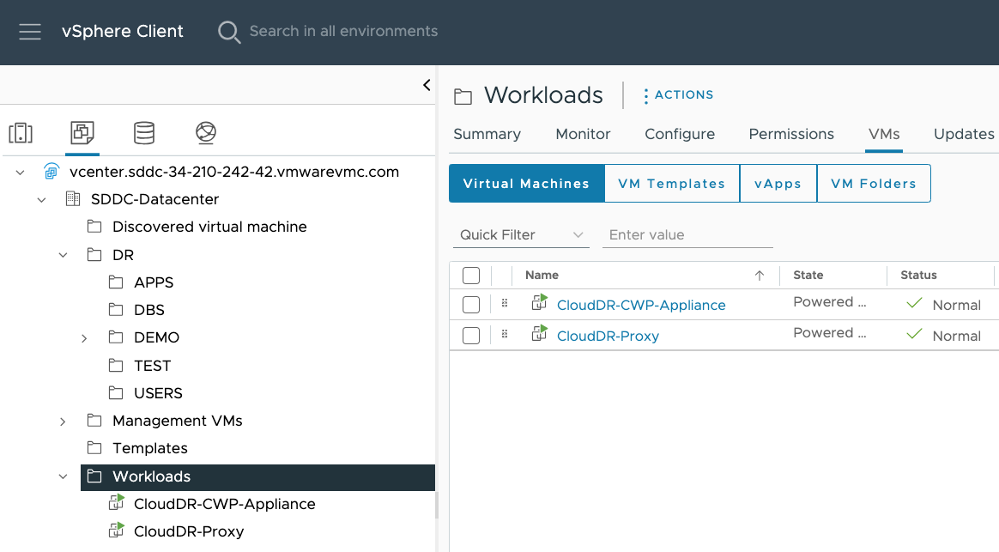 vSphere Client
Search in all environments
vcenter.sddc-34-210-242-42.vmwarevmc.com
SDDC-Datacenter
Discovered virtual machine
DR
APPS
DBS
DEMO
TEST
USERS
Management VMs
Templates
Workloads
CloudDR-CWP-Appliance
CloudDR-Proxy
Workloads
ACTIONS
Summary Monitor Configure Permissions VMs Updates
Virtual Machines VM Templates vApps VM Folders
Quick Filter Enter value
Name State Status
CloudDR-CWP-Appliance Powered ... Normal
CloudDR-Proxy Powered ... Normal